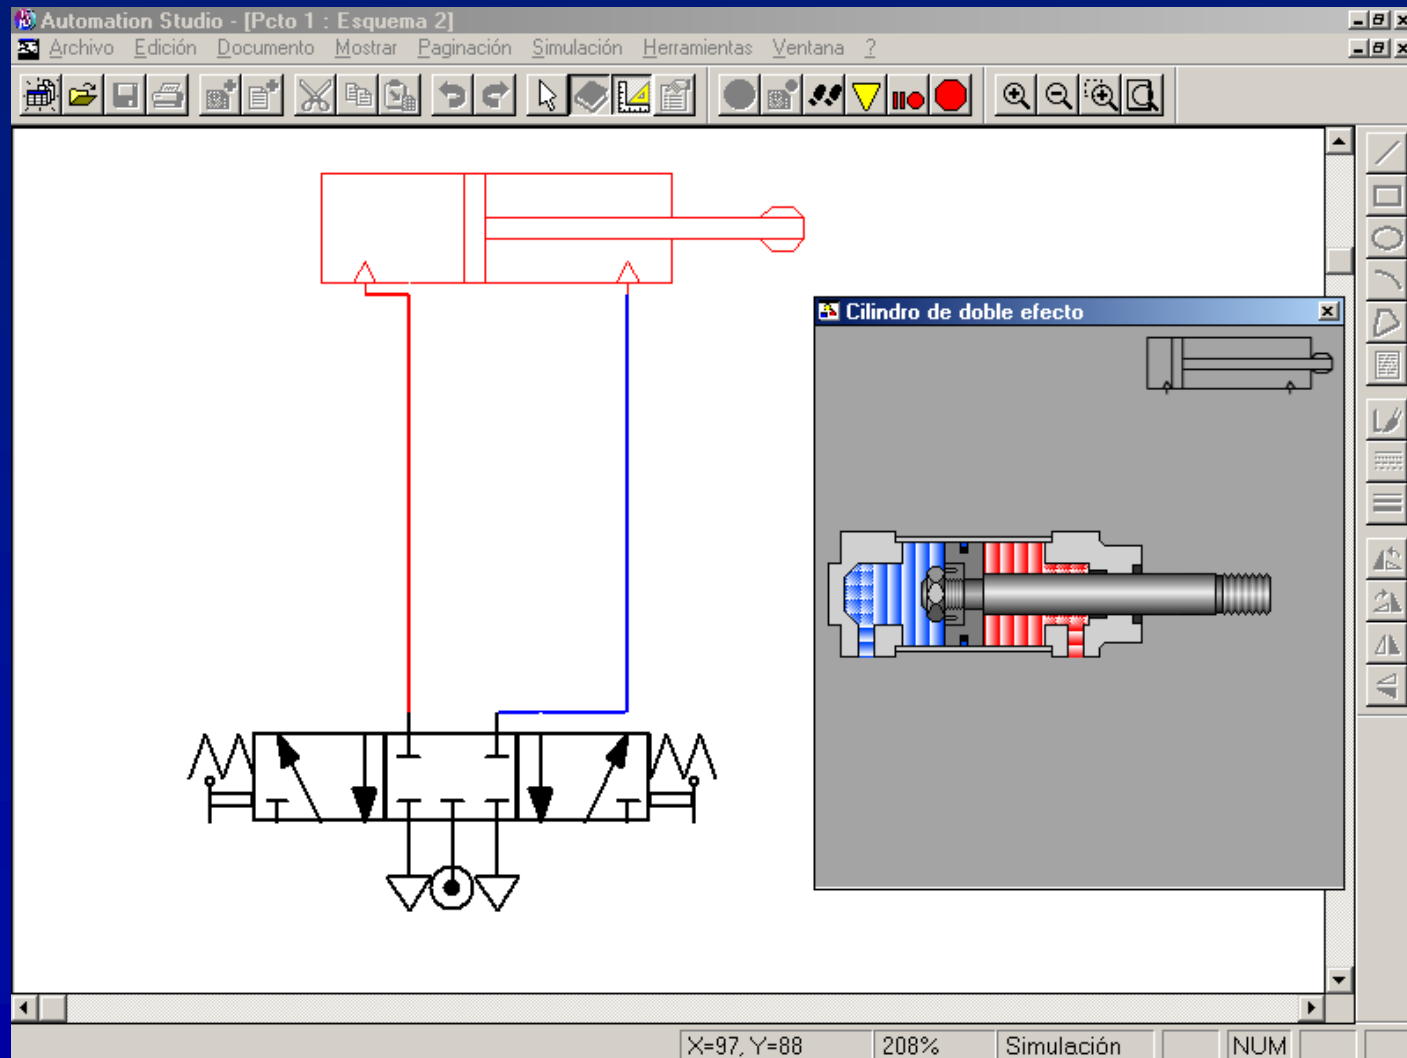 Automation Studio - [Pcto 1 : Esquema 2]
Archivo Edición Documento Mostrar Paginación Simulación Herramientas Ventana ?
Cilindro de doble efecto
X=97, Y=88 208% Simulación NUM